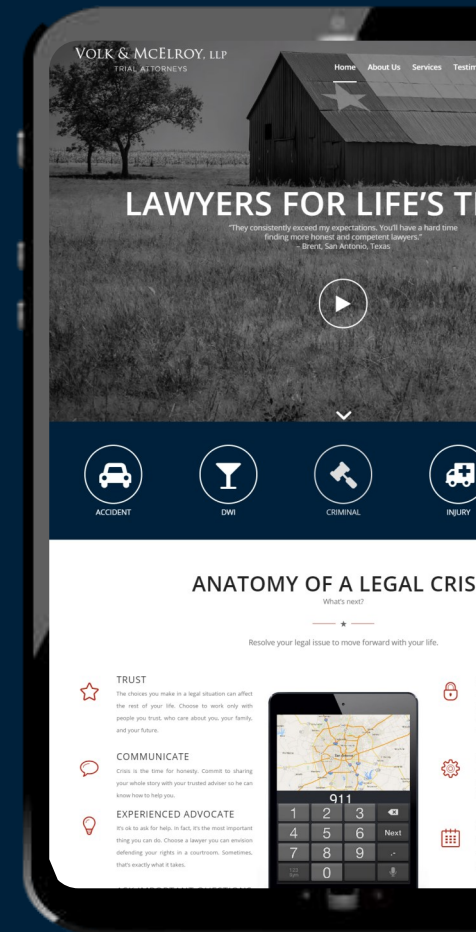 VOLK & MCELROY, LLP
TRIAL ATTORNEYS
Home About Us Services Testim
LAWYERS FOR LIFE'S T
"They consistently exceed my expectations. You'll have a hard time
finding more honest and competent lawyers."
– Brent, San Antonio, Texas
ACCIDENT DWI CRIMINAL INJURY
ANATOMY OF A LEGAL CRIS
What's next?
Resolve your legal issue to move forward with your life.
TRUST
The choices you make in a legal situation can affect
the rest of your life. Choose to work only with
people you trust, who care about you, your family,
and your future.
COMMUNICATE
Crisis is the time for honesty. Commit to sharing
your whole story with your trusted adviser so he can
know how to help you.
EXPERIENCED ADVOCATE
It's ok to ask for help. In fact, it's the most important
thing you can do. Choose a lawyer you can envision
defending your rights in a courtroom. Sometimes,
that's exactly what it takes.
911
1 2 3
4 5 6 Next
7 8 9 .-
0